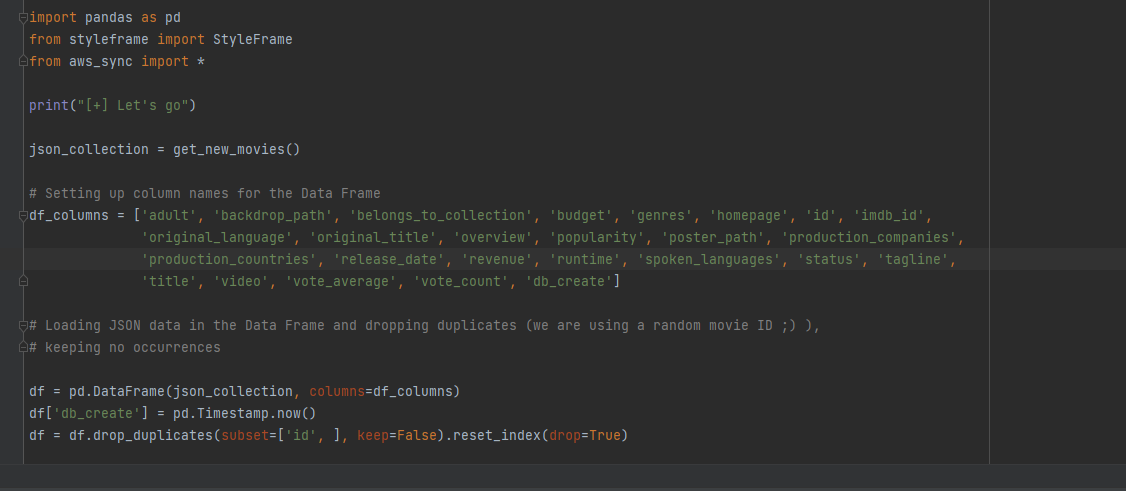 import pandas as pd
from styleframe import StyleFrame
from aws_sync import *
print("[+] Let's go")
json_collection = get_new_movies()
# Setting up column names for the Data Frame
df_columns = ['adult', 'backdrop_path', 'belongs_to_collection', 'budget', 'genres', 'homepage', 'id', 'imdb_id',
'original_language', 'original_title', 'overview', 'popularity', 'poster_path', 'production_companies',
'production_countries', 'release_date', 'revenue', 'runtime', 'spoken_languages', 'status', 'tagline',
'title', 'video', 'vote_average', 'vote_count', 'db_create']
# Loading JSON data in the Data Frame and dropping duplicates (we are using a random movie ID ;) ),
# keeping no occurrences
df = pd.DataFrame(json_collection, columns=df_columns)
df['db_create'] = pd.Timestamp.now()
df = df.drop_duplicates(subset=['id', ], keep=False).reset_index(drop=True)